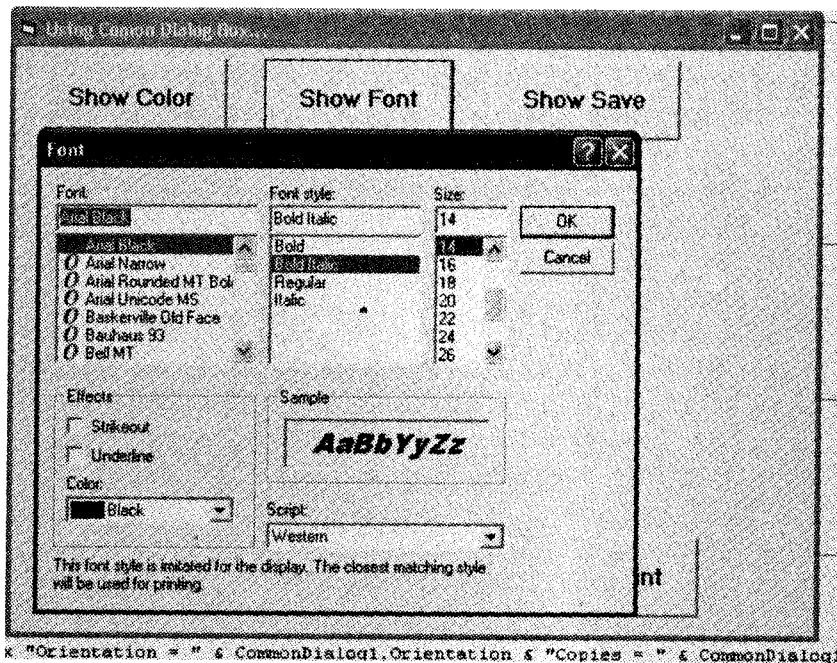 Using Comon Dialog Box...
Show Color
Show Font
Show Save
Font
Font:
Font style:
Size:
Arial Black
Bold Italic
14
OK
Cancel
Arial Black
Arial Narrow
Arial Rounded MT Bol
Arial Unicode MS
Baskerville Old Face
Bauhaus 93
Bell MT
Bold
Bold Italic
Regular
Italic
14
16
18
20
22
24
26
Effects
Strikeout
Underline
Color:
Black
Sample
AaBbYyZz
Script:
Western
This font style is imitated for the display. The closest matching style
will be used for printing.
nt
x "Orientation = " & CommonDialog1.Orientation & "Copies = " & CommonDialog